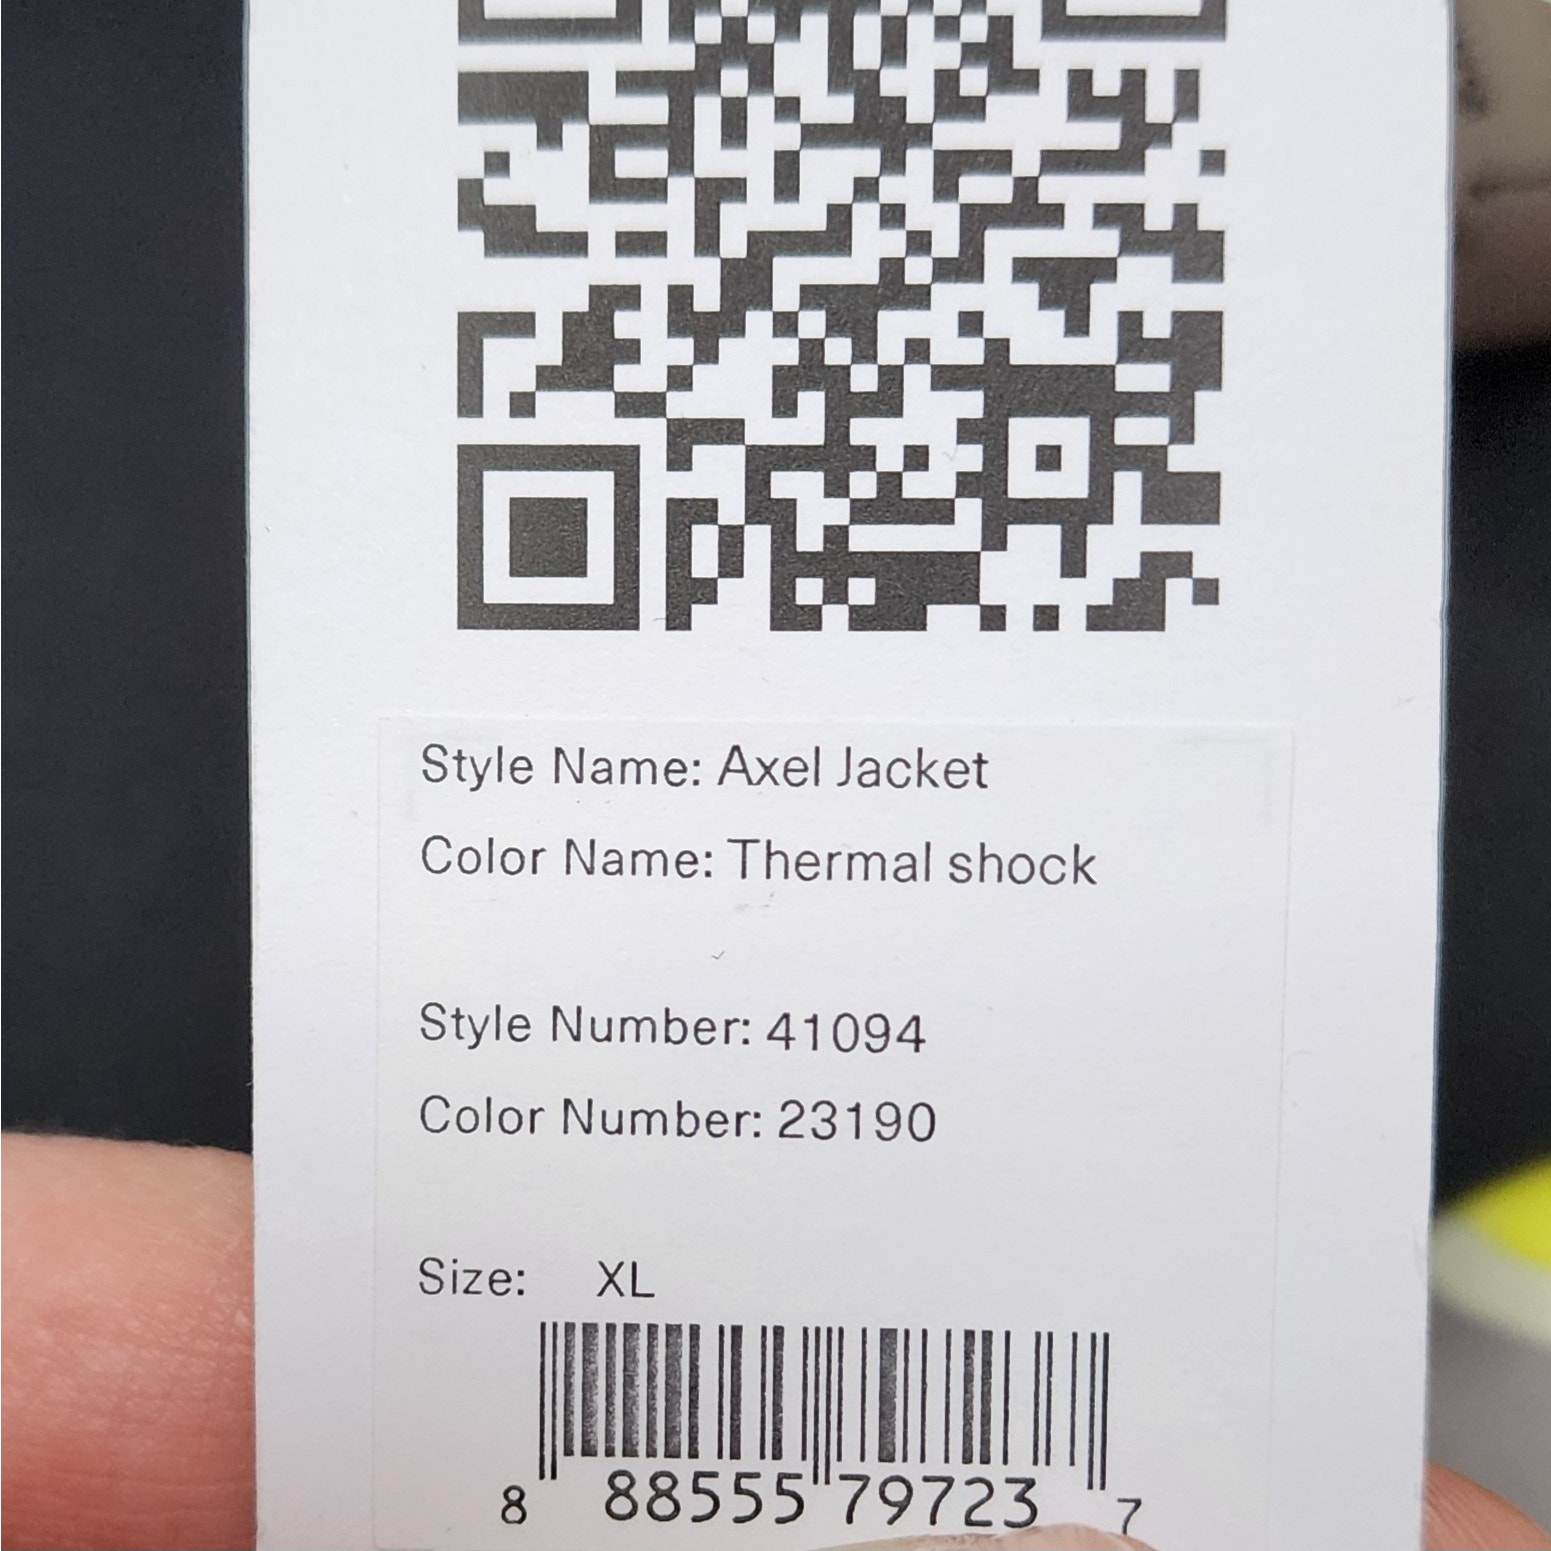 Style Name: Axel Jacket
Color Name: Thermal shock
Style Number: 41094
Color Number: 23190
Size: XL
8 88555 79723 7